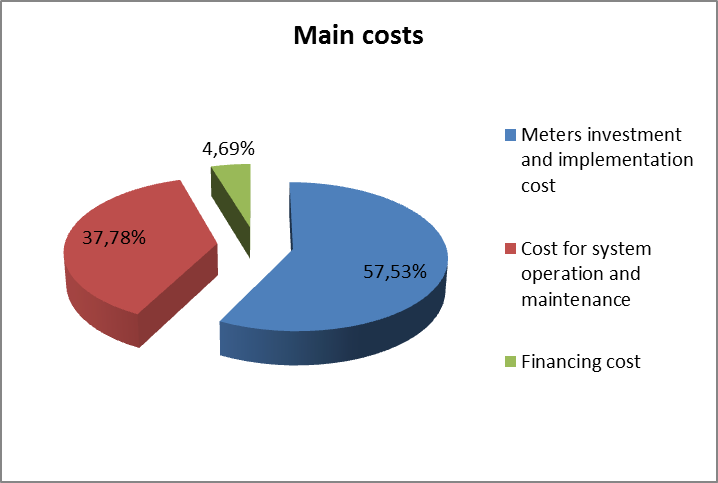 Main costs
4,69%
37,78%
57,53%
Meters investment
and implementation
cost
Cost for system
operation and
maintenance
Financing cost